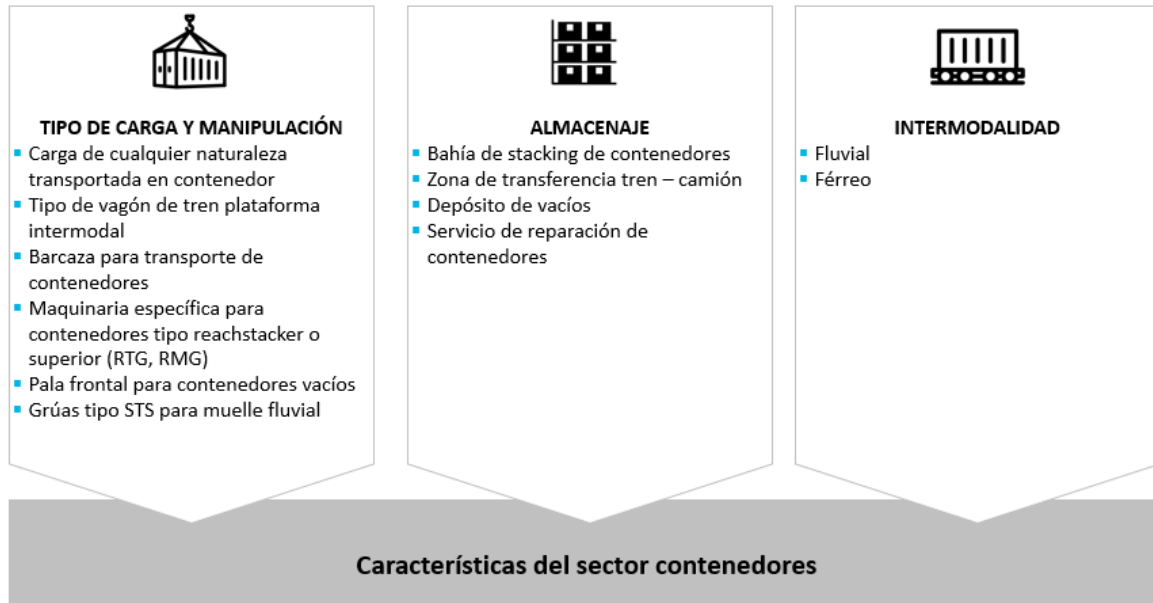 TIPO DE CARGA Y MANIPULACIÓN
▪ Carga de cualquier naturaleza
transportada en contenedor
▪ Tipo de vagón de tren plataforma
intermodal
▪ Barcaza para transporte de
contenedores
▪ Maquinaria específica para
contenedores tipo reachstacker o
superior (RTG, RMG)
▪ Pala frontal para contenedores vacíos
▪ Grúas tipo STS para muelle fluvial
ALMACENAJE
▪ Bahía de stacking de contenedores
▪ Zona de transferencia tren – camión
▪ Depósito de vacíos
▪ Servicio de reparación de
contenedores
INTERMODALIDAD
▪ Fluvial
▪ Férreo
Características del sector contenedores